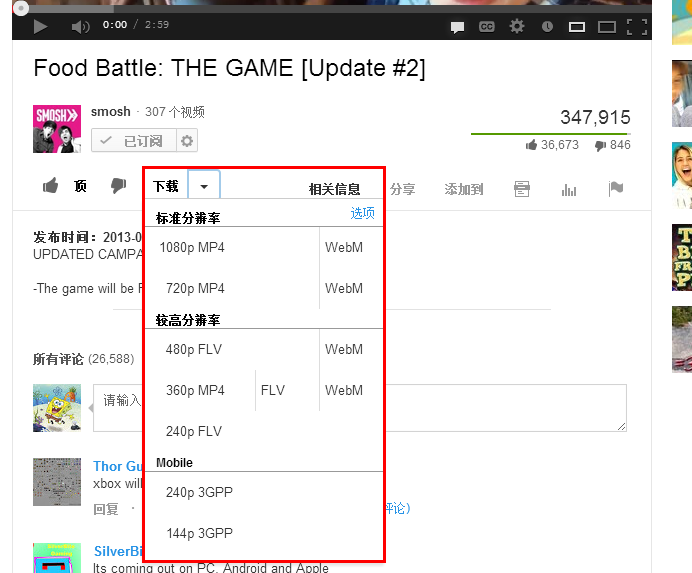 0:00 / 2:59
CC
Food Battle: THE GAME [Update #2]
SMOSH
smosh · 307 个视频
已订阅
347,915
36,673 846
顶
下载
相关信息
分享
添加到
选项
标准分辨率
1080p MP4 WebM
720p MP4 WebM
较高分辨率
480p FLV WebM
360p MP4 FLV WebM
240p FLV
Mobile
240p 3GPP
144p 3GPP
发布时间：2013-0
UPDATED CAMPA
-The game will be F
所有评论 (26,588)
请输入
Thor Gu
xbox will
回复 ·
评论)
SilverBi
Its coming out on PC, Android and Apple